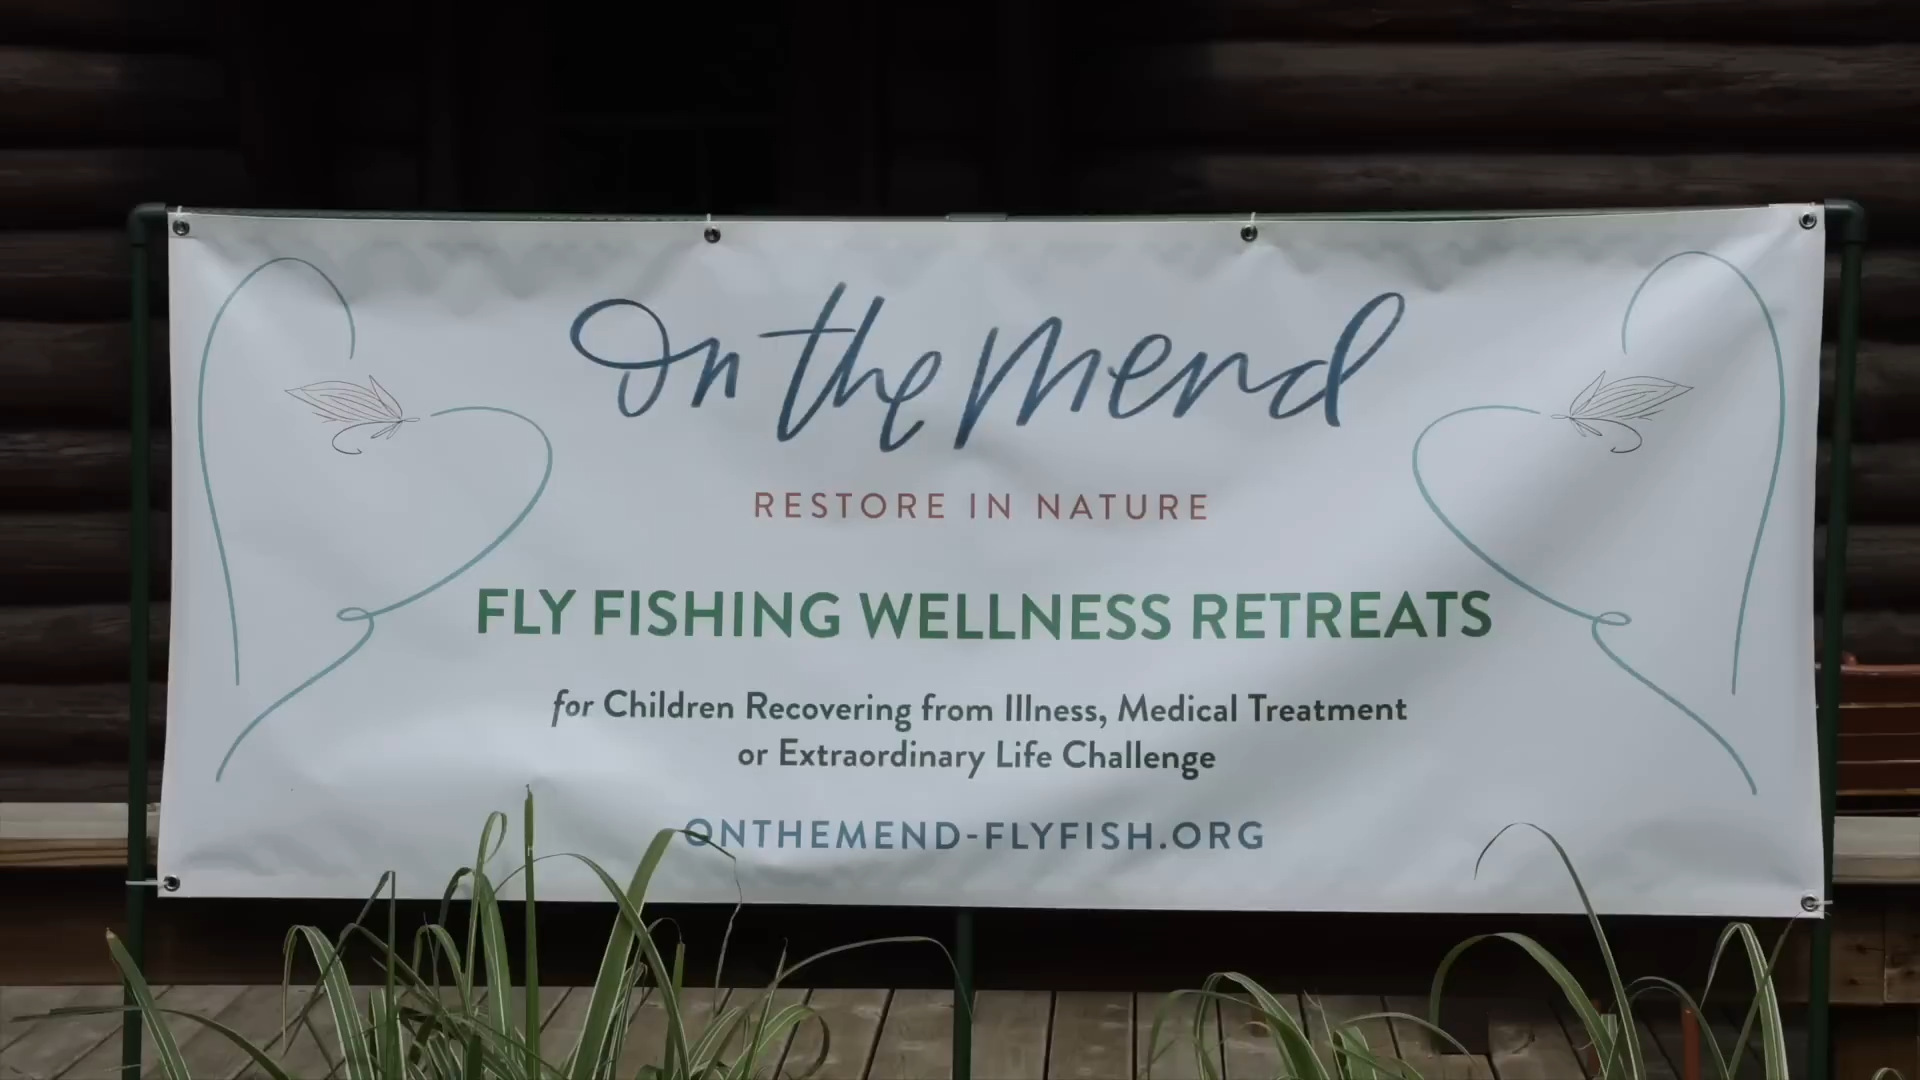 on the mend
RESTORE IN NATURE
FLY FISHING WELLNESS RETREATS
for Children Recovering from Illness, Medical Treatment
or Extraordinary Life Challenge
ONTHEMEND-FLYFISH.ORG